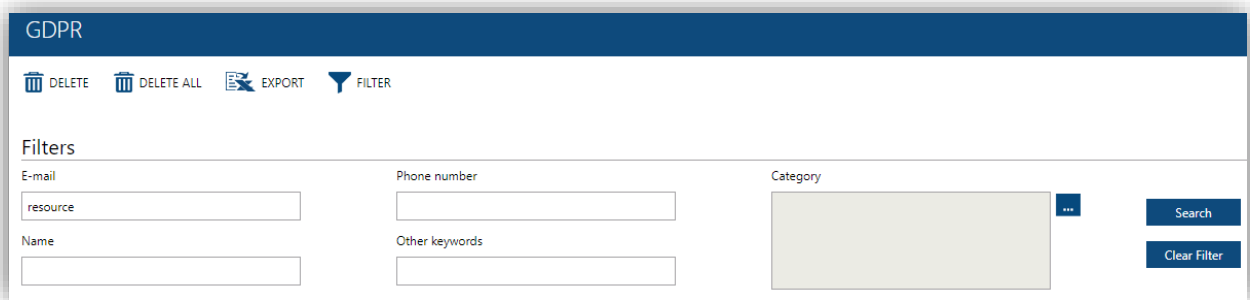 GDPR
DELETE DELETE ALL EXPORT FILTER
Filters
E-mail Phone number Category
resource ... Search
Name Other keywords
Clear Filter